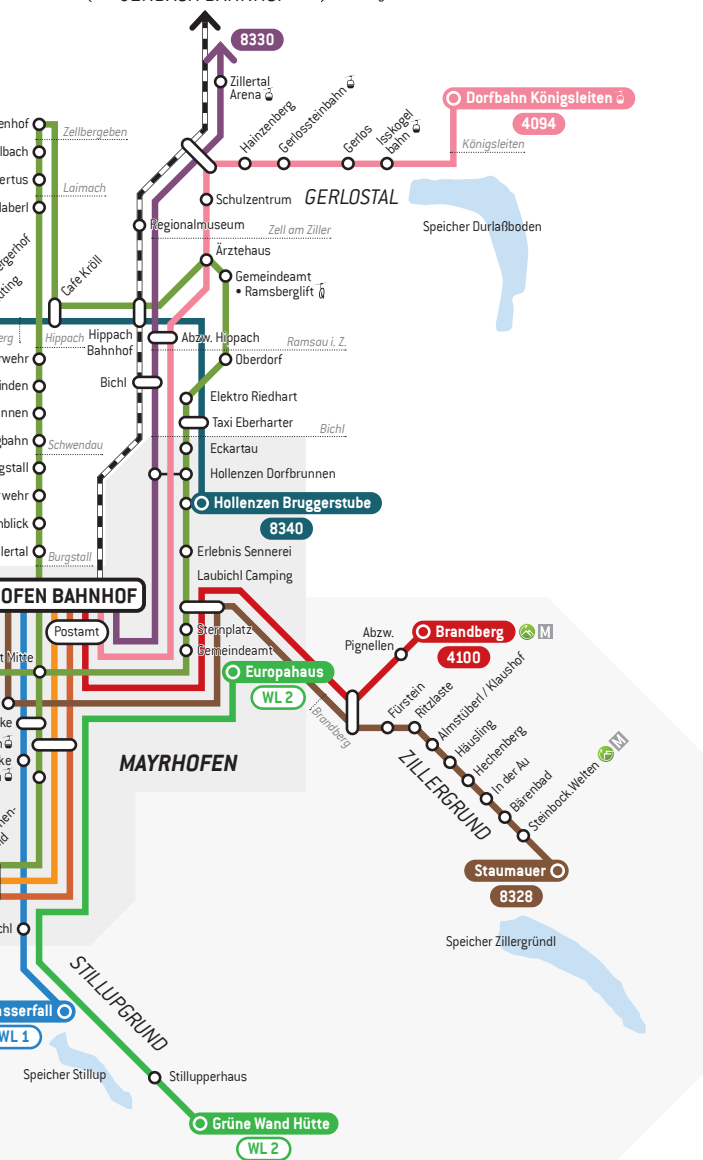 8330
Zillertal
Arena
Hainzenberg
Gerlossteinbahn
Gerlos
Isskogel
bahn
Dorfbahn Königsleiten
4094
Königsleiten
Zellbergeben
Laimach
Schulzentrum
GERLOSTAL
Speicher Durlaßboden
Regionalmuseum
Zell am Ziller
Ärztehaus
Cafe Kröll
Gemeindeamt
• Ramsberglift
Hippach
Hippach
Bahnhof
Abzw. Hippach
Ramsau i. Z.
Oberdorf
Bichl
Elektro Riedhart
Taxi Eberharter
Bichl
Schwendau
Eckartau
Hollenzen Dorfbrunnen
Hollenzen Bruggerstube
8340
Burgstall
Erlebnis Sennerei
Laubichl Camping
OFEN BAHNHOF
Postamt
Sternplatz
Gemeindeamt
t Mitte
Abzw.
Pignellen
Brandberg
M
4100
Europahaus
WL 2
Brandberg
Fürstein
Ritzlaste
Almstüberl / Klaushof
Häusling
Hechenberg
In der Au
Bärenbad
Steinbock.Welten
M
MAYRHOFEN
ZILLERGRUND
Staumauer
8328
Speicher Zillergründl
STILLUPGRUND
sserfall
WL 1
Speicher Stillup
Stillupperhaus
Grüne Wand Hütte
WL 2